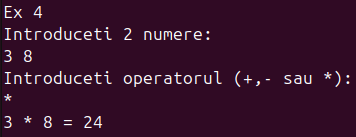 Ex 4
Introduceti 2 numere:
3 8
Introduceti operatorul (+,- sau *):
*
3 * 8 = 24